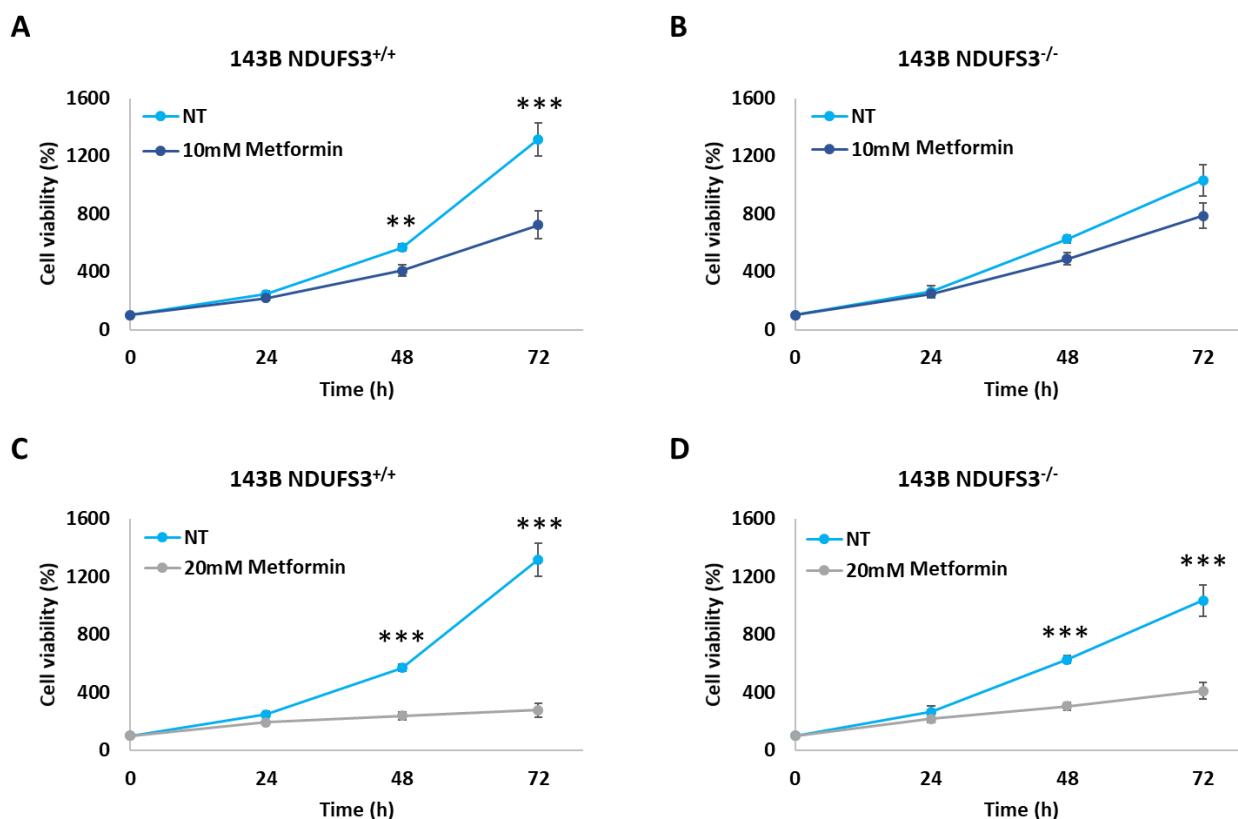 A
143B NDUFS3+/+
1600
1200
800
400
0
Cell viability (%)
NT
10mM Metformin
**
***
0 24 48 72
Time (h)
B
143B NDUFS3-/-
1600
1200
800
400
0
Cell viability (%)
NT
10mM Metformin
0 24 48 72
Time (h)
C
143B NDUFS3+/+
1600
1200
800
400
0
Cell viability (%)
NT
20mM Metformin
***
***
0 24 48 72
Time (h)
D
143B NDUFS3-/-
1600
1200
800
400
0
Cell viability (%)
NT
20mM Metformin
***
***
0 24 48 72
Time (h)